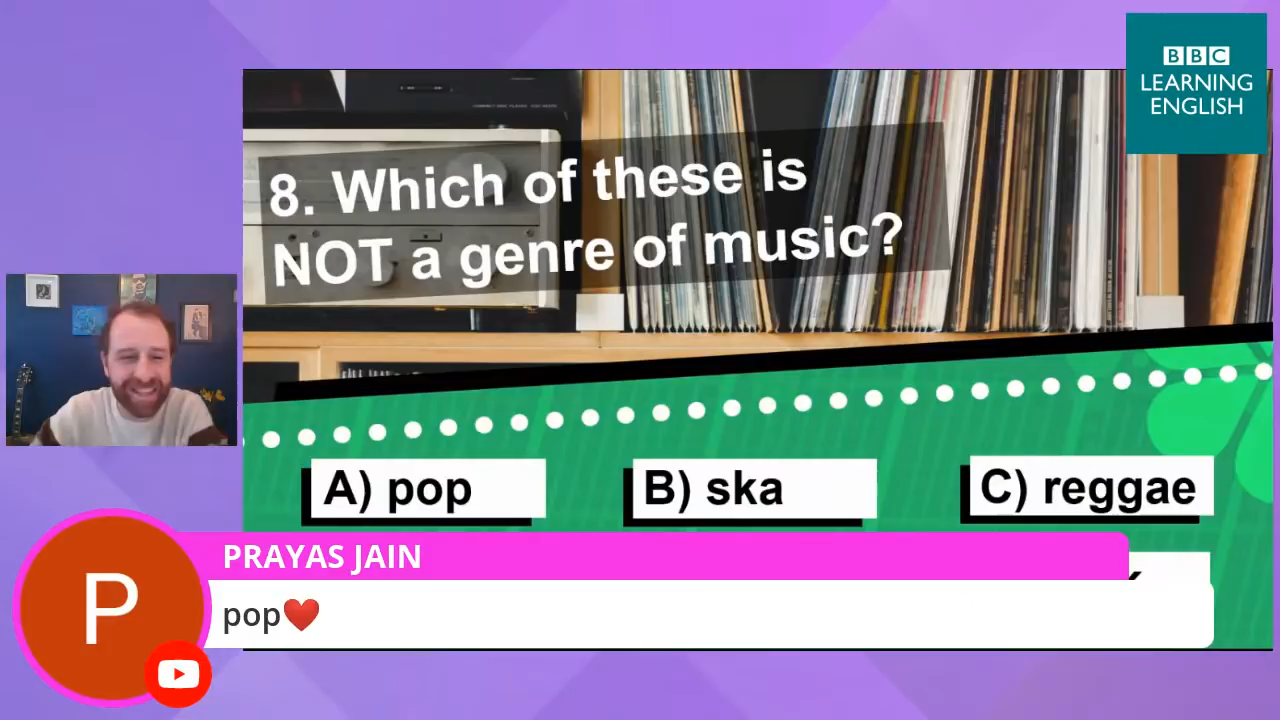 BBC
LEARNING
ENGLISH
8. Which of these is
NOT a genre of music?
A) pop
B) ska
C) reggae
PRAYAS JAIN
P
pop❤️